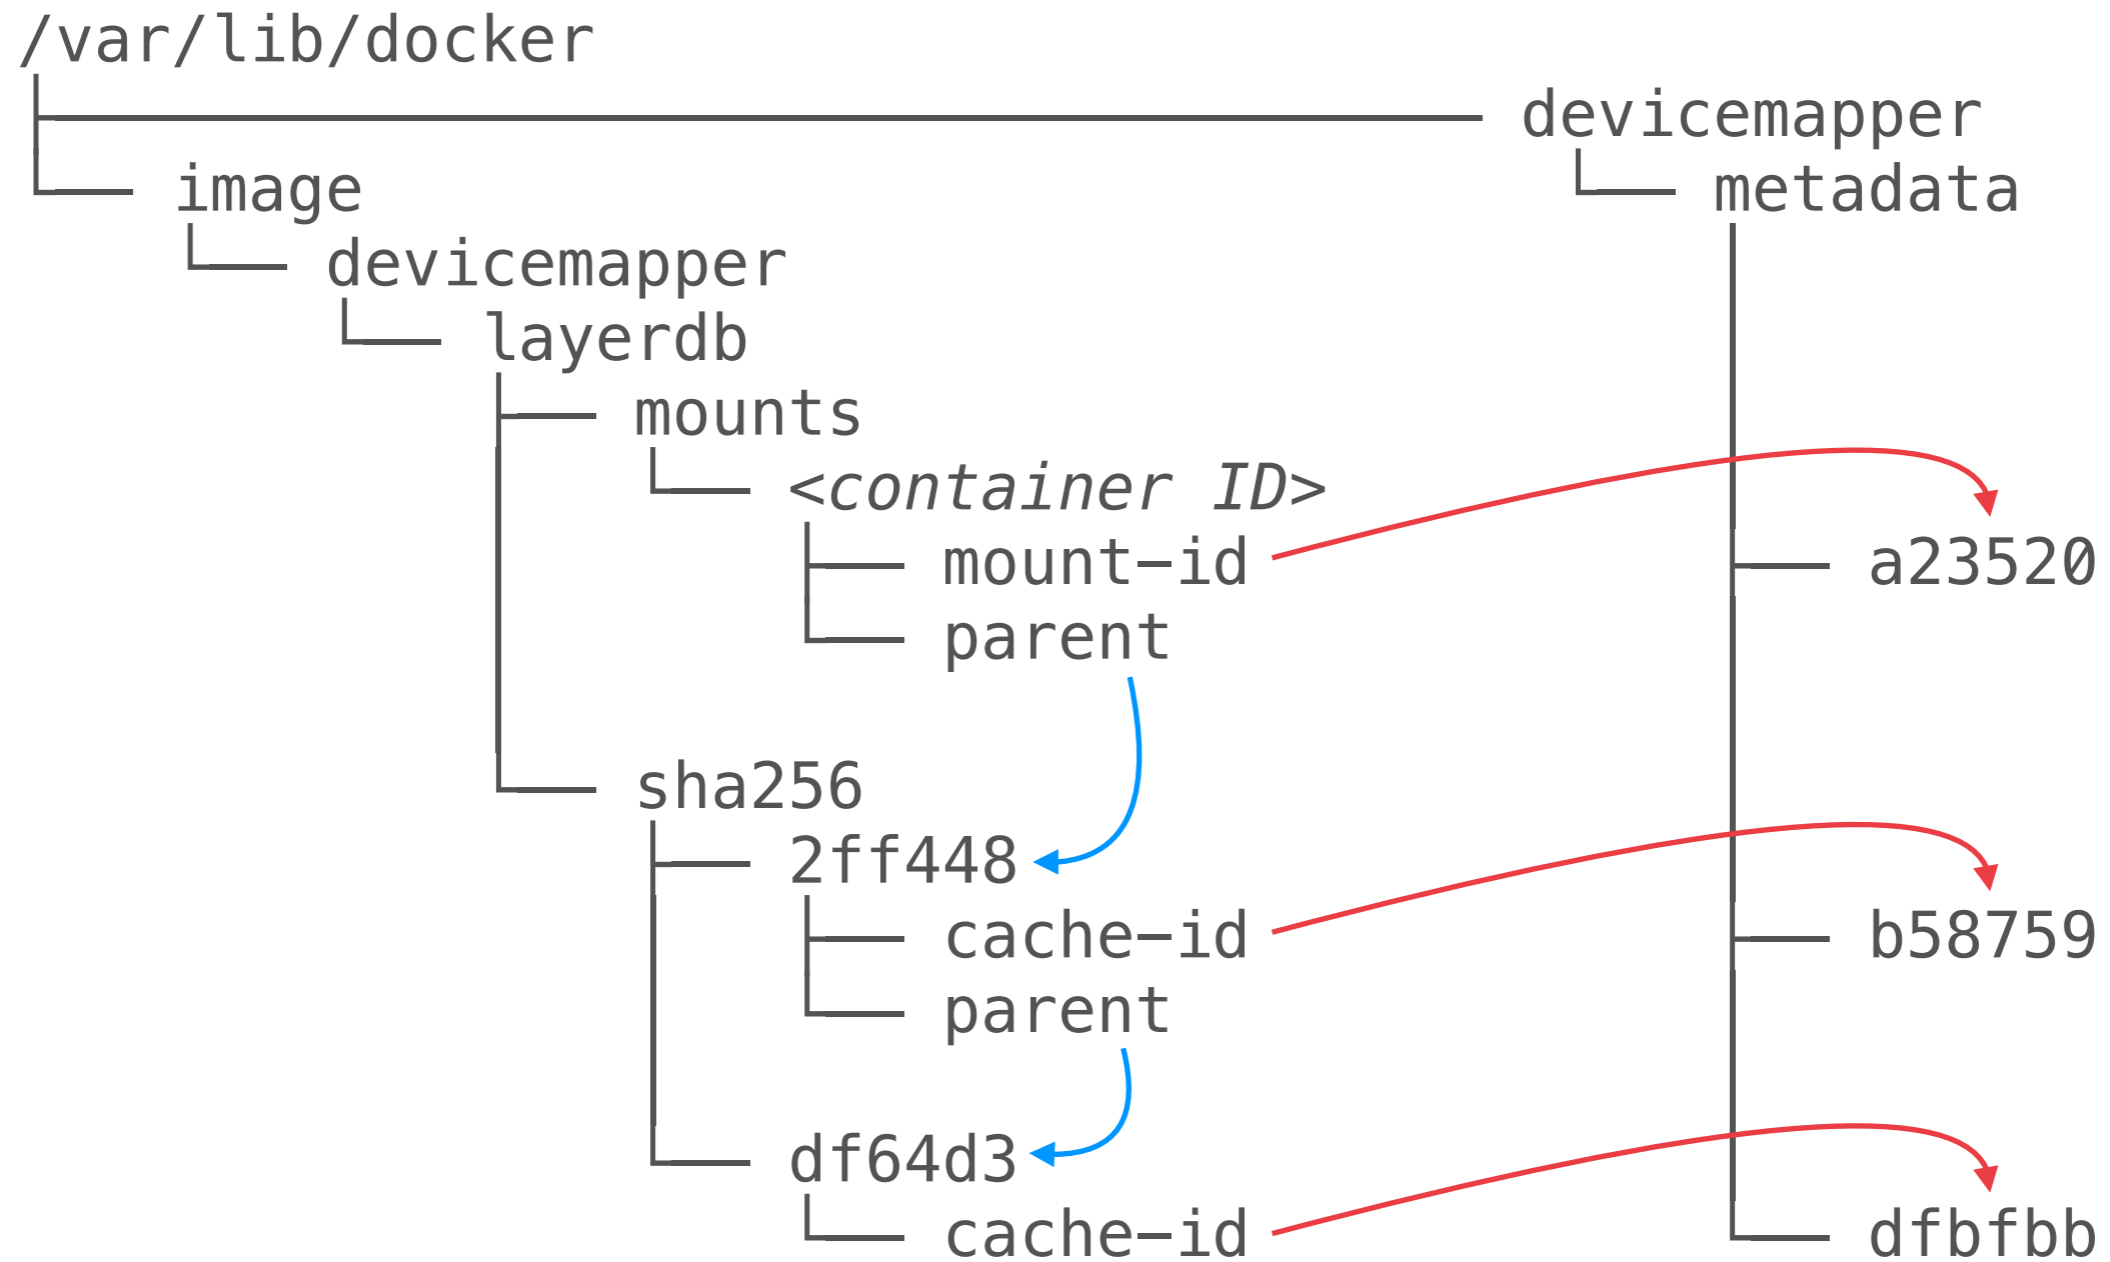 /var/lib/docker
devicemapper
image
metadata
devicemapper
layerdb
mounts
<container ID>
mount-id
a23520
parent
sha256
2ff448
cache-id
b58759
parent
df64d3
cache-id
dfbfbb